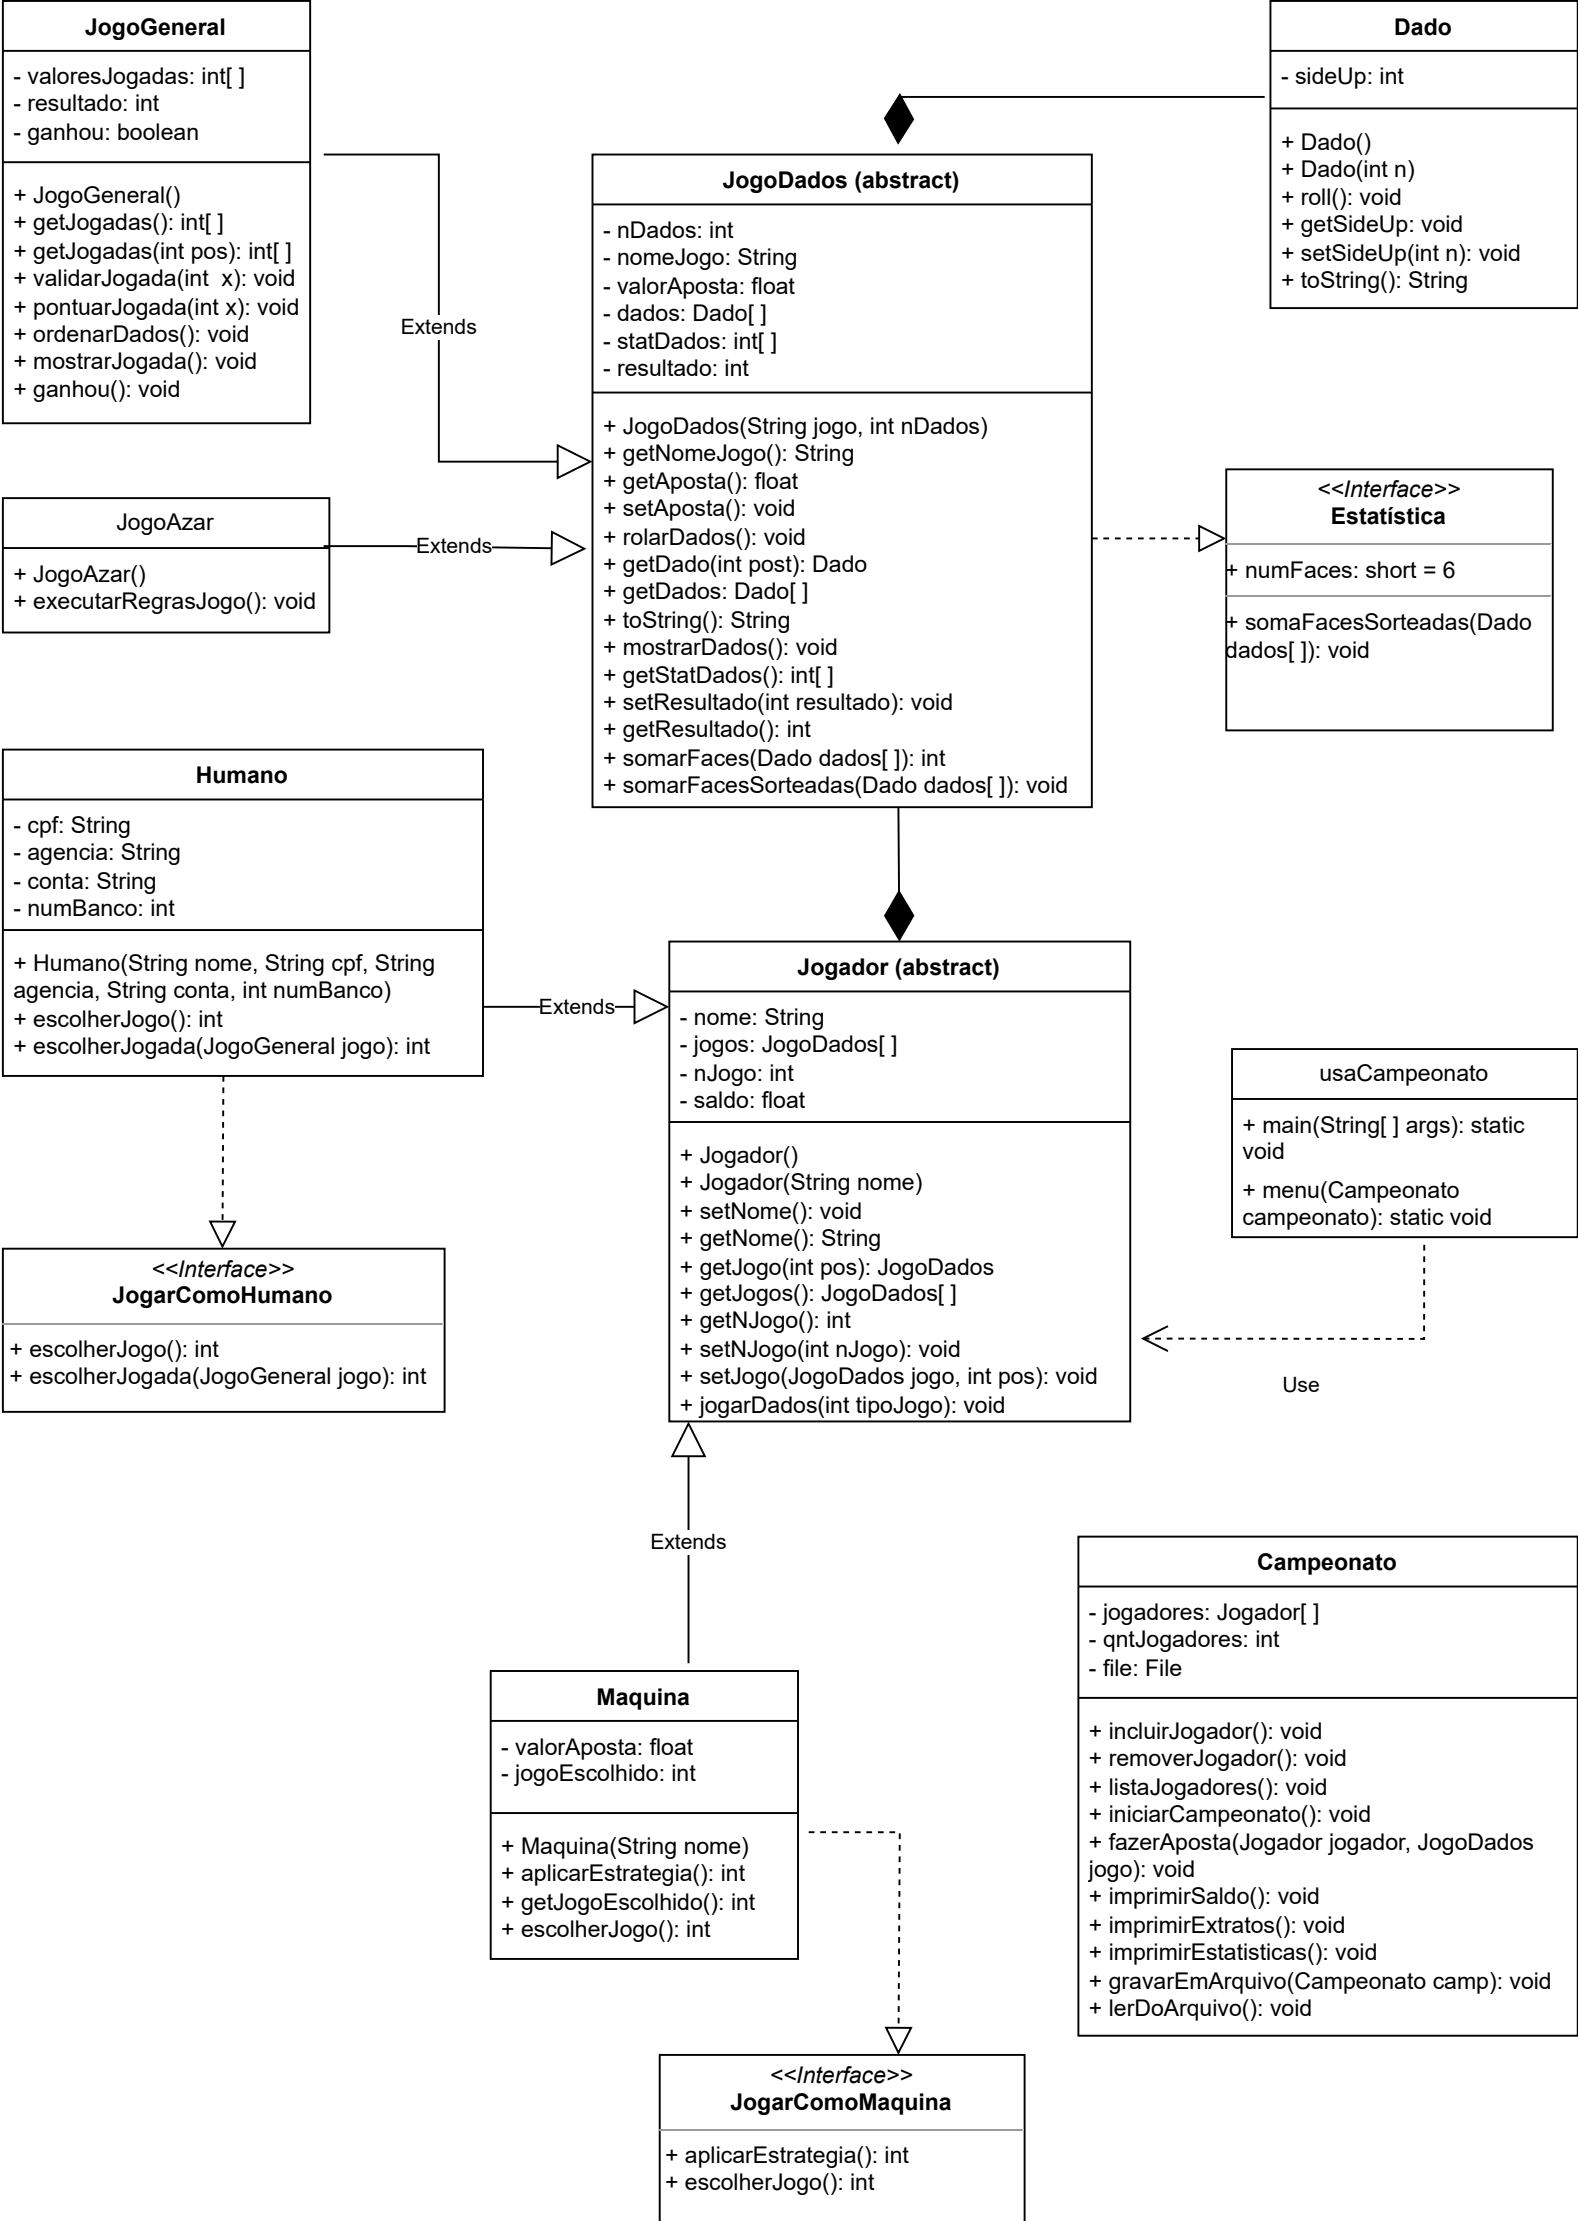 JogoGeneral
- valoresJogadas: int[ ]
- resultado: int
- ganhou: boolean
+ JogoGeneral()
+ getJogadas(): int[ ]
+ getJogadas(int pos): int[ ]
+ validarJogada(int  x): void
+ pontuarJogada(int x): void
+ ordenarDados(): void
+ mostrarJogada(): void
+ ganhou(): void
Dado
- sideUp: int
+ Dado()
+ Dado(int n)
+ roll(): void
+ getSideUp: void
+ setSideUp(int n): void
+ toString(): String
JogoDados (abstract)
- nDados: int
- nomeJogo: String
- valorAposta: float
- dados: Dado[ ]
- statDados: int[ ]
- resultado: int
+ JogoDados(String jogo, int nDados)
+ getNomeJogo(): String
+ getAposta(): float
+ setAposta(): void
+ rolarDados(): void
+ getDado(int post): Dado
+ getDados: Dado[ ]
+ toString(): String
+ mostrarDados(): void
+ getStatDados(): int[ ]
+ setResultado(int resultado): void
+ getResultado(): int
+ somarFaces(Dado dados[ ]): int
+ somarFacesSorteadas(Dado dados[ ]): void
Extends
JogoAzar
+ JogoAzar()
+ executarRegrasJogo(): void
Extends
<<Interface>>
Estatística
+ numFaces: short = 6
+ somaFacesSorteadas(Dado
dados[ ]): void
Humano
- cpf: String
- agencia: String
- conta: String
- numBanco: int
+ Humano(String nome, String cpf, String
agencia, String conta, int numBanco)
+ escolherJogo(): int
+ escolherJogada(JogoGeneral jogo): int
Extends
Jogador (abstract)
- nome: String
- jogos: JogoDados[ ]
- nJogo: int
- saldo: float
+ Jogador()
+ Jogador(String nome)
+ setNome(): void
+ getNome(): String
+ getJogo(int pos): JogoDados
+ getJogos(): JogoDados[ ]
+ getNJogo(): int
+ setNJogo(int nJogo): void
+ setJogo(JogoDados jogo, int pos): void
+ jogarDados(int tipoJogo): void
usaCampeonato
+ main(String[ ] args): static
void
+ menu(Campeonato
campeonato): static void
Use
<<Interface>>
JogarComoHumano
+ escolherJogo(): int
+ escolherJogada(JogoGeneral jogo): int
Extends
Maquina
- valorAposta: float
- jogoEscolhido: int
+ Maquina(String nome)
+ aplicarEstrategia(): int
+ getJogoEscolhido(): int
+ escolherJogo(): int
Campeonato
- jogadores: Jogador[ ]
- qntJogadores: int
- file: File
+ incluirJogador(): void
+ removerJogador(): void
+ listaJogadores(): void
+ iniciarCampeonato(): void
+ fazerAposta(Jogador jogador, JogoDados
jogo): void
+ imprimirSaldo(): void
+ imprimirExtratos(): void
+ imprimirEstatisticas(): void
+ gravarEmArquivo(Campeonato camp): void
+ lerDoArquivo(): void
<<Interface>>
JogarComoMaquina
+ aplicarEstrategia(): int
+ escolherJogo(): int